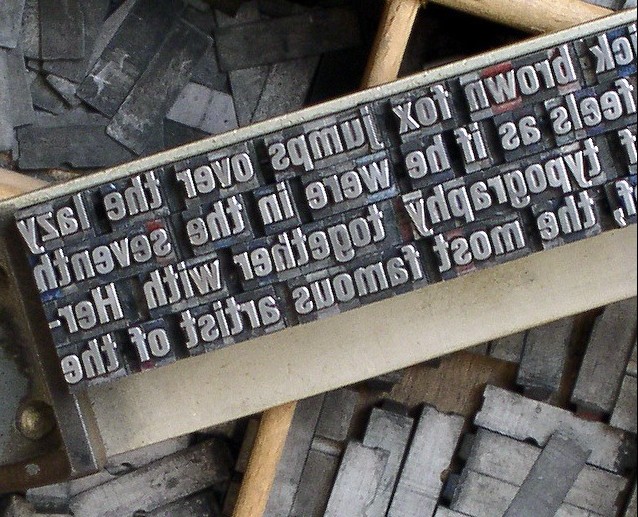 ick brown fox jumps over the lazy
feels as if he were in the seventh
f typography together with Her-
f, the most famous artist of the